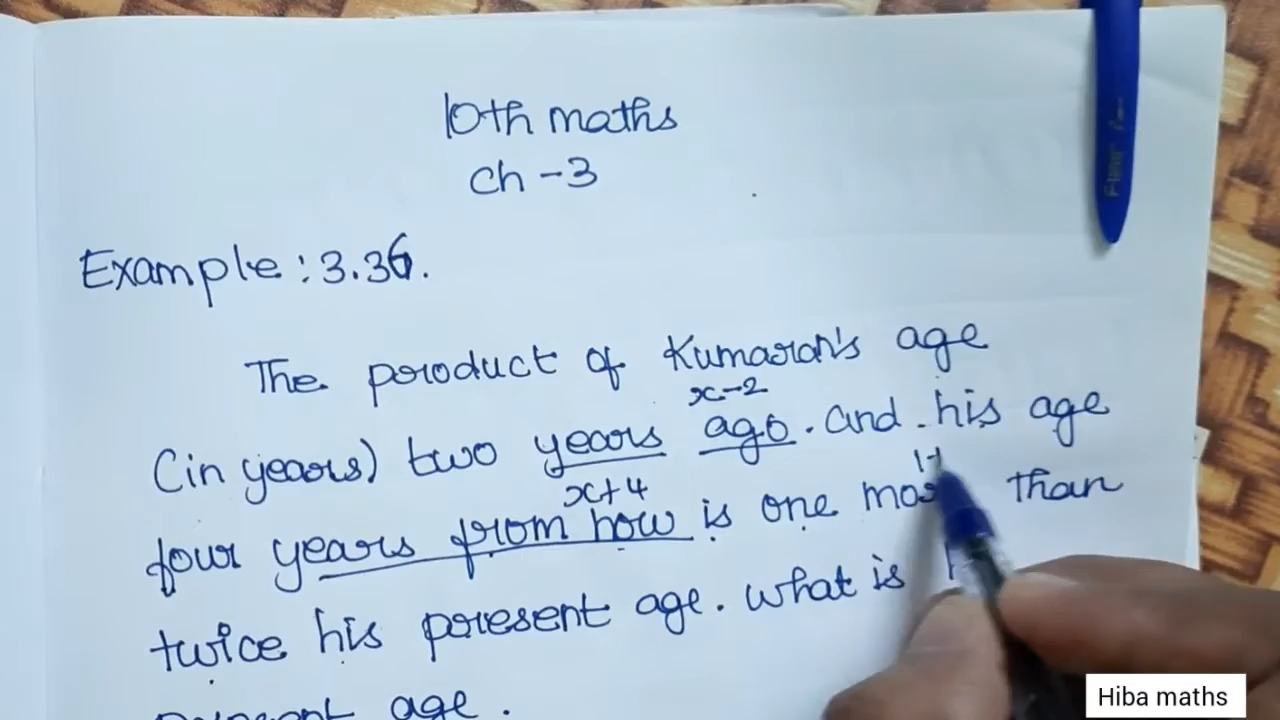 10th maths
Ch - 3
Example : 3.36.
The product of Kumaran's age
x-2
(in years) two years ago. and his age
x+4
four years from now is one more than
twice his present age. what is
present age.
Hiba maths